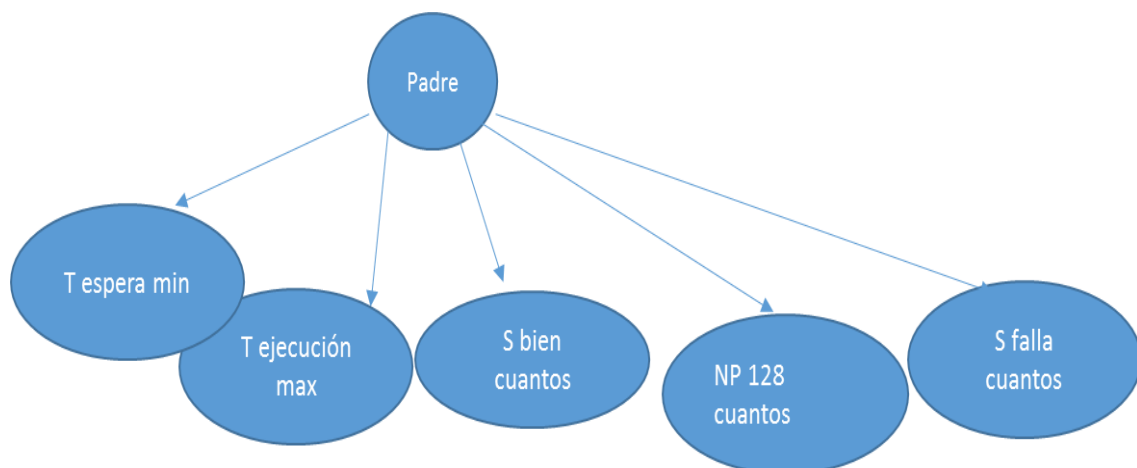 Padre
T espera min
T ejecución
max
S bien
cuantos
NP 128
cuantos
S falla
cuantos